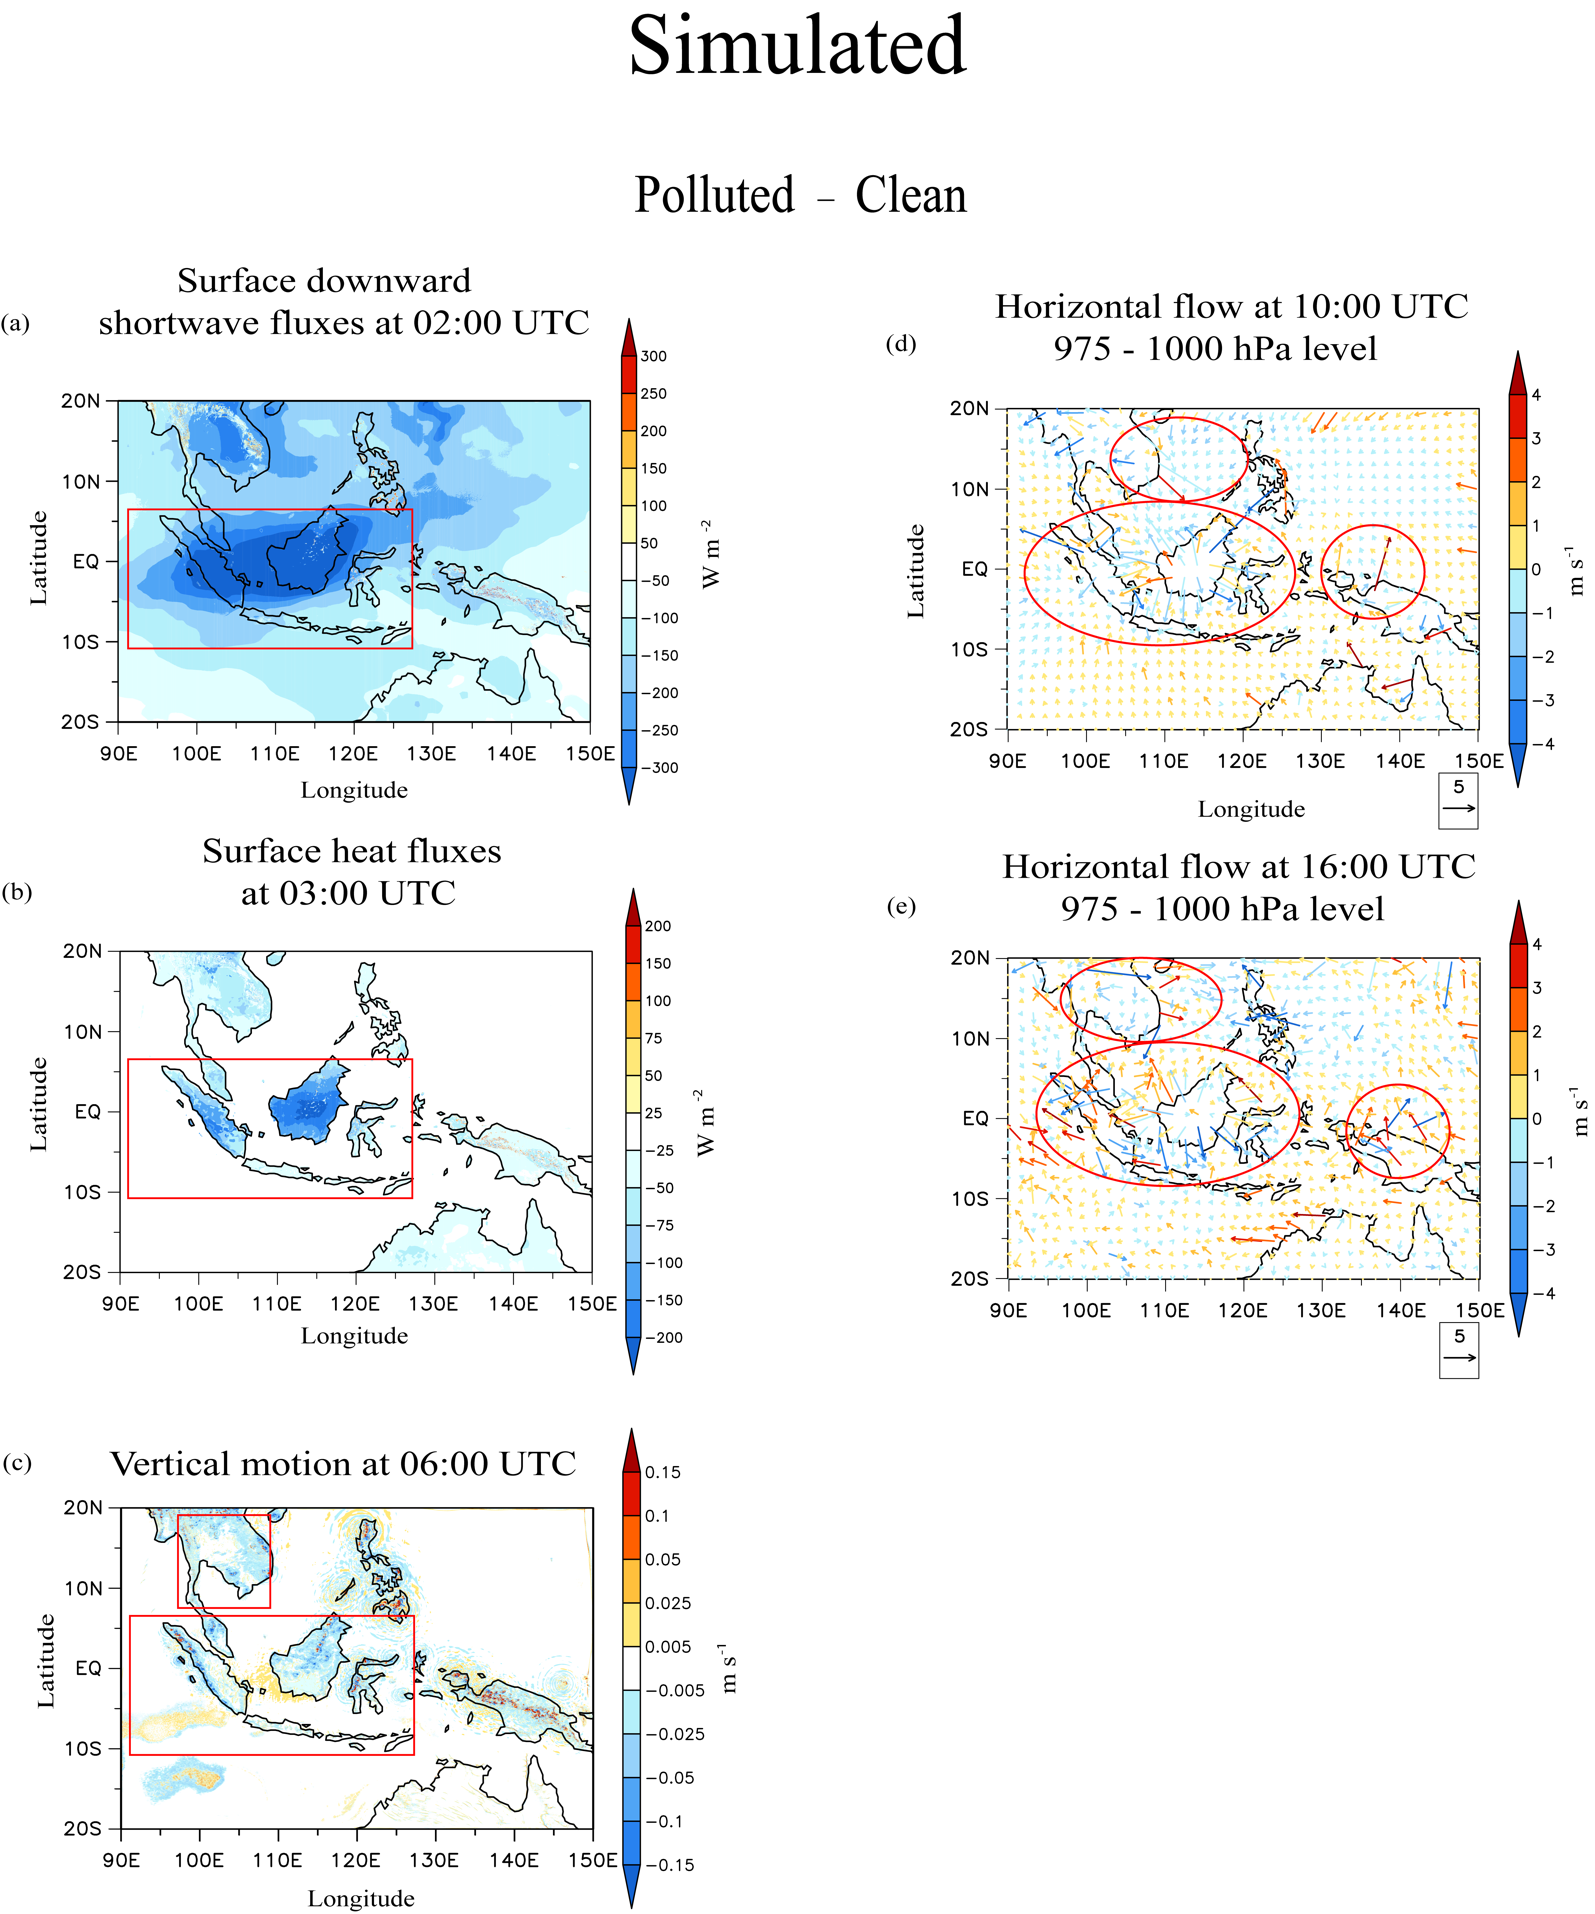 Simulated
Polluted – Clean
Surface downward
(a) shortwave fluxes at 02:00 UTC
300
250
200
150
100
50
−50
−100
−150
−200
−250
−300
W m -2
20N
10N
EQ
10S
20S
Latitude
90E 100E 110E 120E 130E 140E 150E
Longitude
(b) Surface heat fluxes
at 03:00 UTC
200
150
100
75
50
25
−25
−50
−75
−100
−150
−200
W m -2
20N
10N
EQ
10S
20S
Latitude
90E 100E 110E 120E 130E 140E 150E
Longitude
(c) Vertical motion at 06:00 UTC
0.15
0.1
0.05
0.025
0.005
−0.005
−0.025
−0.05
−0.1
−0.15
m s-1
20N
10N
EQ
10S
20S
Latitude
90E 100E 110E 120E 130E 140E 150E
Longitude
Horizontal flow at 10:00 UTC
(d) 975 - 1000 hPa level
4
3
2
1
0
−1
−2
−3
−4
m s-1
20N
10N
EQ
10S
20S
Latitude
90E 100E 110E 120E 130E 140E 150E
5
Longitude
Horizontal flow at 16:00 UTC
(e) 975 - 1000 hPa level
4
3
2
1
0
−1
−2
−3
−4
m s-1
20N
10N
EQ
10S
20S
90E 100E 110E 120E 130E 140E 150E
5